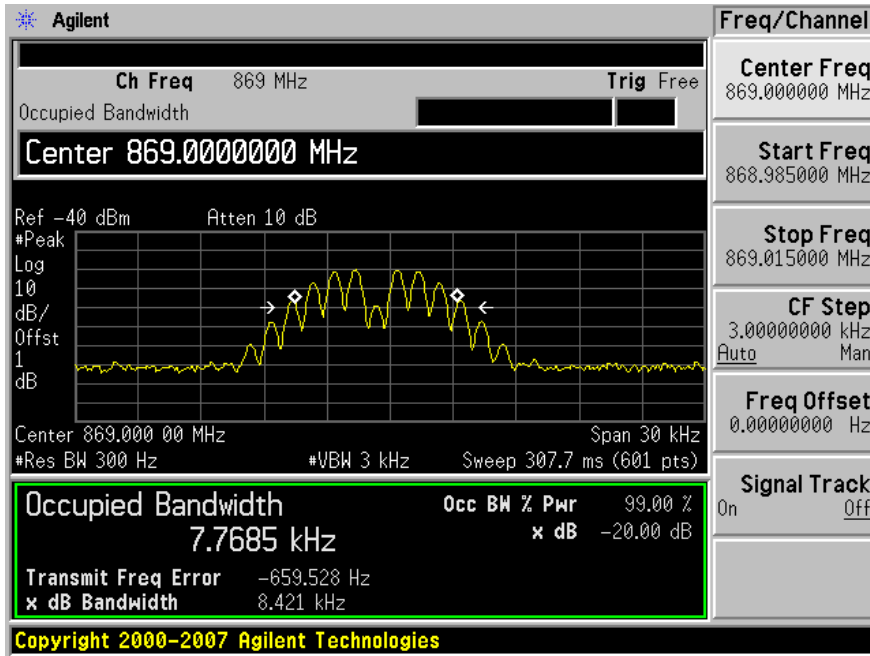 Agilent
Freq/Channel
Ch Freq 869 MHz Trig Free
Occupied Bandwidth
Center 869.0000000 MHz
Center Freq
869.000000 MHz
Start Freq
868.985000 MHz
Stop Freq
869.015000 MHz
CF Step
3.00000000 kHz
Auto Man
Freq Offset
0.00000000 Hz
Signal Track
On Off
Ref -40 dBm Atten 10 dB
#Peak
Log
10
dB/
Offst
1
dB
Center 869.000 00 MHz Span 30 kHz
#Res BW 300 Hz #VBW 3 kHz Sweep 307.7 ms (601 pts)
Occupied Bandwidth Occ BW % Pwr 99.00 %
7.7685 kHz x dB -20.00 dB
Transmit Freq Error -659.528 Hz
x dB Bandwidth 8.421 kHz
Copyright 2000-2007 Agilent Technologies